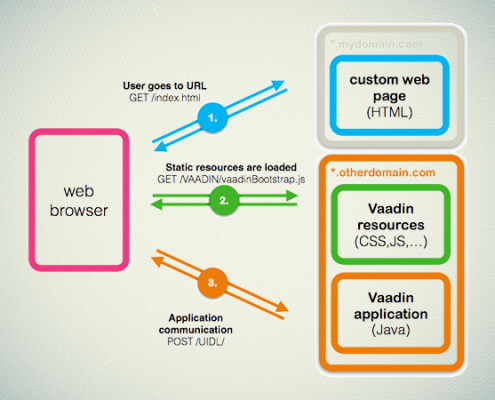 *.mydomain.com
User goes to URL
GET /index.html
1.
custom web
page
(HTML)
web
browser
Static resources are loaded
GET /VAADIN/vaadinBootstrap.js
2.
*.otherdomain.com
Vaadin
resources
(CSS,JS,...)
3.
Application
communication
POST /UIDL/
Vaadin
application
(Java)